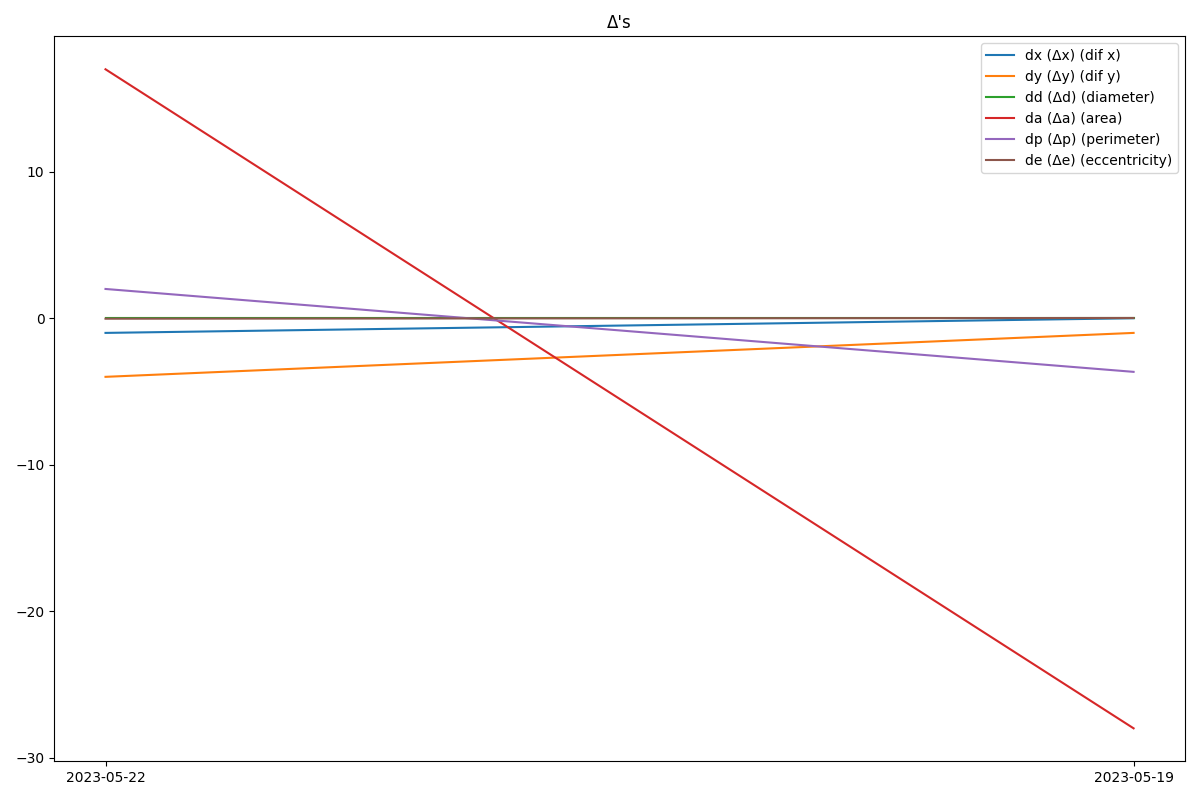 Δ's
dx (Δx) (dif x)
dy (Δy) (dif y)
dd (Δd) (diameter)
da (Δa) (area)
dp (Δp) (perimeter)
de (Δe) (eccentricity)
10
0
−10
−20
−30
2023-05-22
2023-05-19